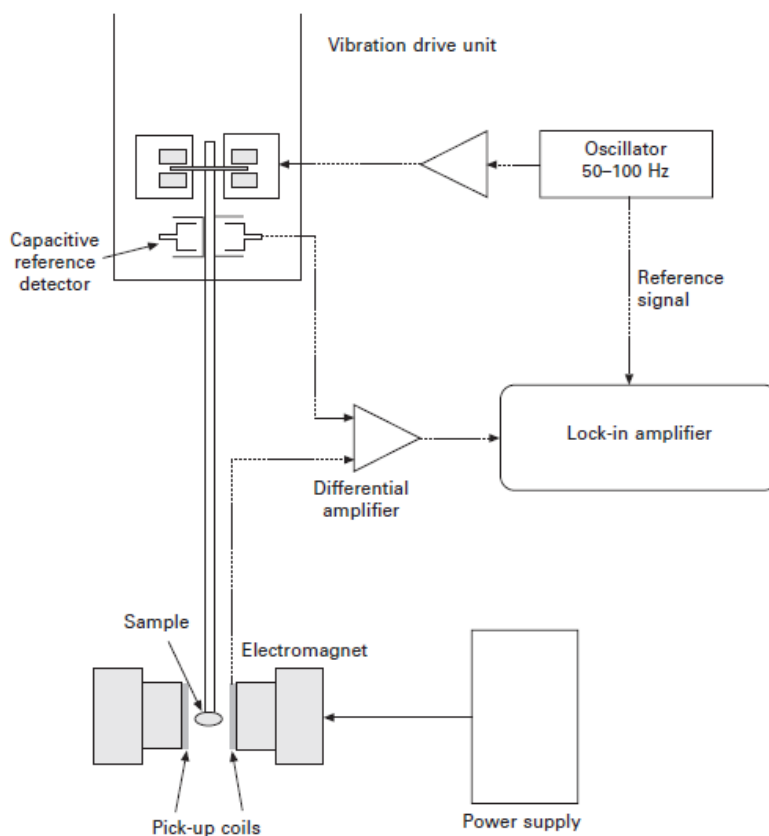 Vibration drive unit
Oscillator
50–100 Hz
Capacitive
reference
detector
Reference
signal
Lock-in amplifier
Differential
amplifier
Sample
Electromagnet
Pick-up coils
Power supply